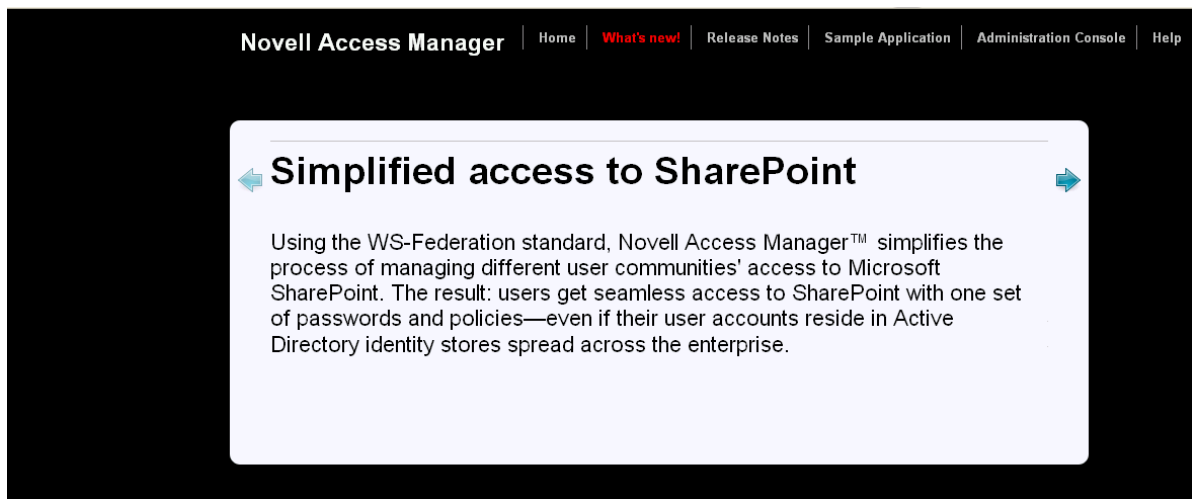 Novell Access Manager Home What's new! Release Notes Sample Application Administration Console Help
Simplified access to SharePoint
Using the WS-Federation standard, Novell Access Manager™ simplifies the
process of managing different user communities' access to Microsoft
SharePoint. The result: users get seamless access to SharePoint with one set
of passwords and policies—even if their user accounts reside in Active
Directory identity stores spread across the enterprise.